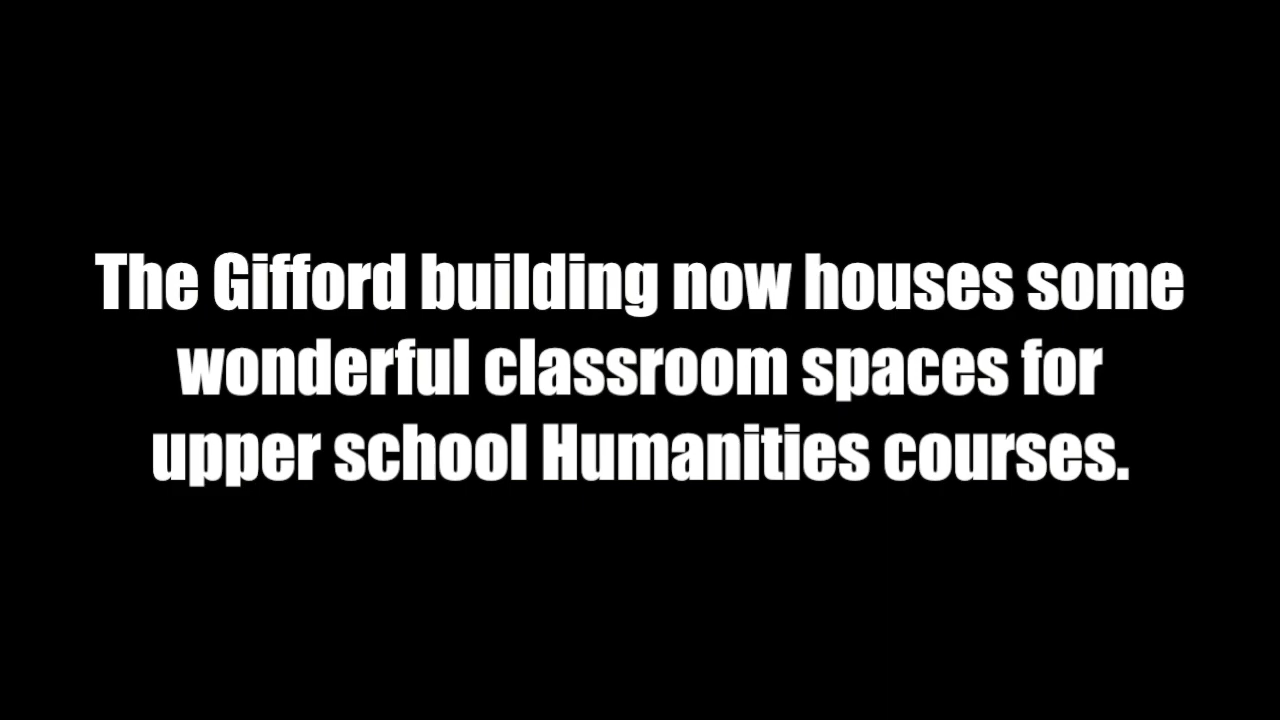 The Gifford building now houses some
wonderful classroom spaces for
upper school Humanities courses.